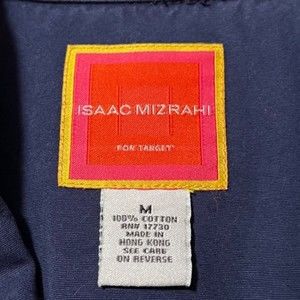 ISAAC MIZRAHI
FOR TARGET
M
100% COTTON
RN# 17730
MADE IN
HONG KONG
SEE CARE
ON REVERSE